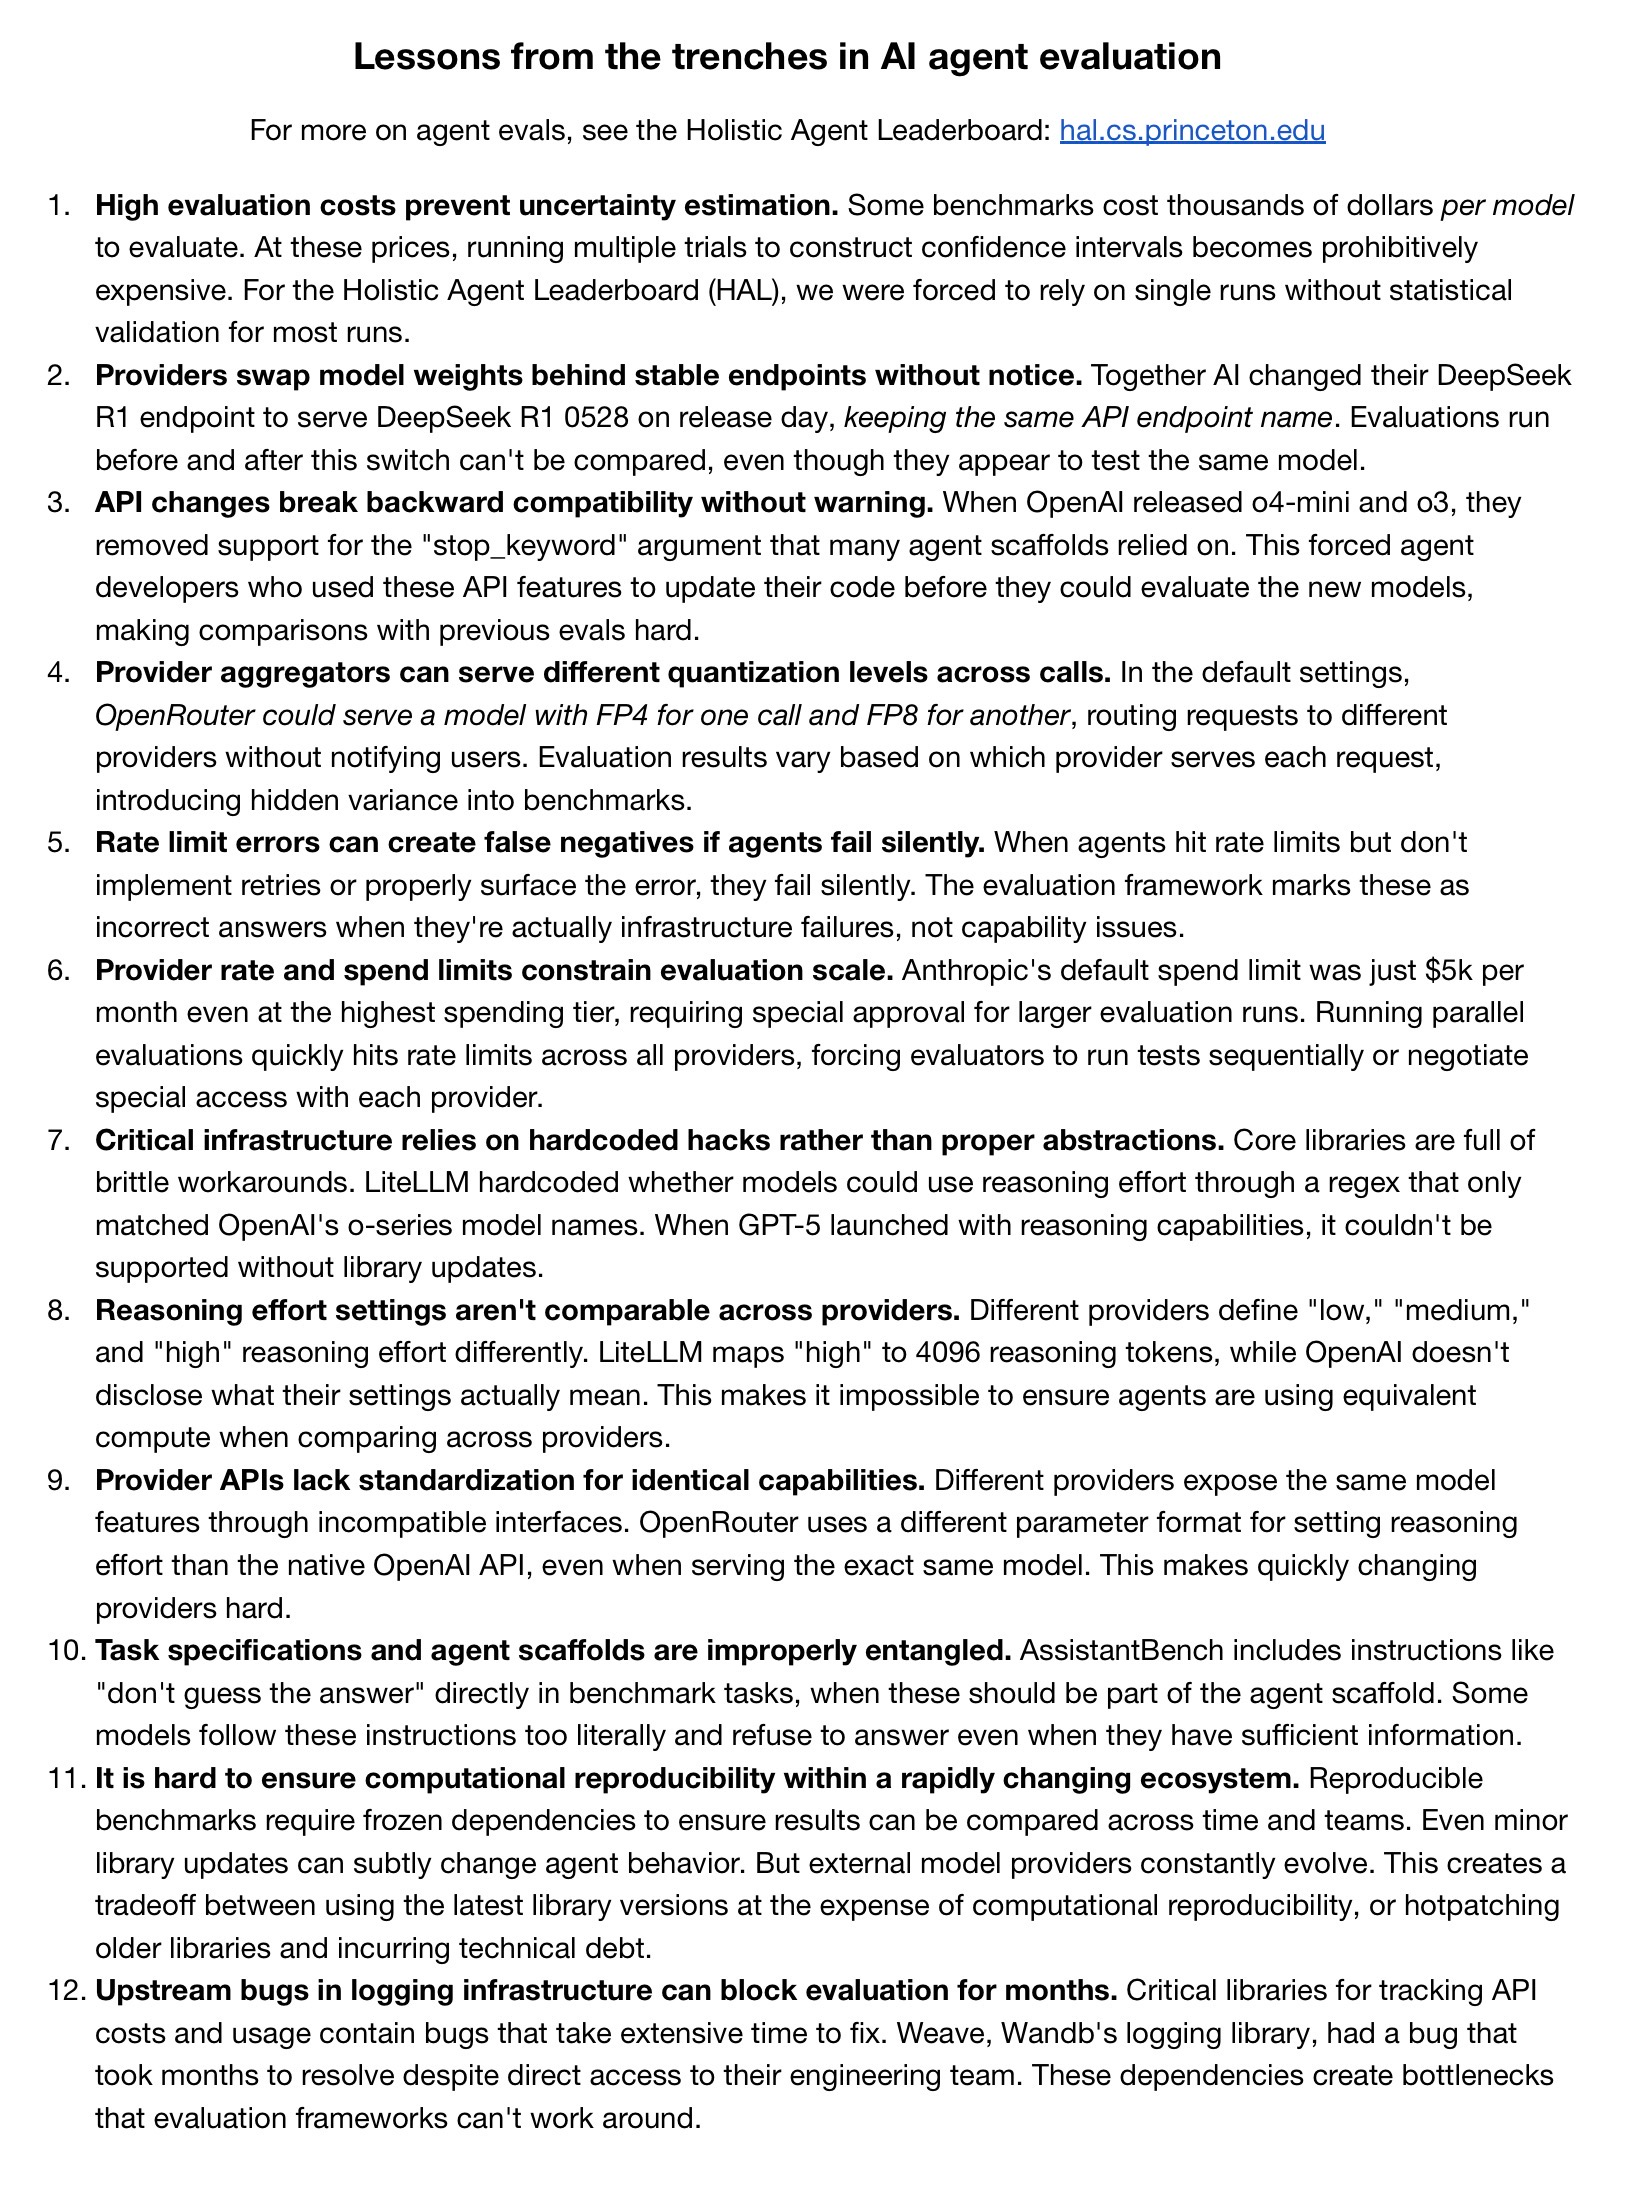 Lessons from the trenches in AI agent evaluation
For more on agent evals, see the Holistic Agent Leaderboard: hal.cs.princeton.edu
1. High evaluation costs prevent uncertainty estimation. Some benchmarks cost thousands of dollars per model
to evaluate. At these prices, running multiple trials to construct confidence intervals becomes prohibitively
expensive. For the Holistic Agent Leaderboard (HAL), we were forced to rely on single runs without statistical
validation for most runs.
2. Providers swap model weights behind stable endpoints without notice. Together AI changed their DeepSeek
R1 endpoint to serve DeepSeek R1 0528 on release day, keeping the same API endpoint name. Evaluations run
before and after this switch can't be compared, even though they appear to test the same model.
3. API changes break backward compatibility without warning. When OpenAI released o4-mini and o3, they
removed support for the "stop_keyword" argument that many agent scaffolds relied on. This forced agent
developers who used these API features to update their code before they could evaluate the new models,
making comparisons with previous evals hard.
4. Provider aggregators can serve different quantization levels across calls. In the default settings,
OpenRouter could serve a model with FP4 for one call and FP8 for another, routing requests to different
providers without notifying users. Evaluation results vary based on which provider serves each request,
introducing hidden variance into benchmarks.
5. Rate limit errors can create false negatives if agents fail silently. When agents hit rate limits but don't
implement retries or properly surface the error, they fail silently. The evaluation framework marks these as
incorrect answers when they're actually infrastructure failures, not capability issues.
6. Provider rate and spend limits constrain evaluation scale. Anthropic's default spend limit was just $5k per
month even at the highest spending tier, requiring special approval for larger evaluation runs. Running parallel
evaluations quickly hits rate limits across all providers, forcing evaluators to run tests sequentially or negotiate
special access with each provider.
7. Critical infrastructure relies on hardcoded hacks rather than proper abstractions. Core libraries are full of
brittle workarounds. LiteLLM hardcoded whether models could use reasoning effort through a regex that only
matched OpenAI's o-series model names. When GPT-5 launched with reasoning capabilities, it couldn't be
supported without library updates.
8. Reasoning effort settings aren't comparable across providers. Different providers define "low," "medium,"
and "high" reasoning effort differently. LiteLLM maps "high" to 4096 reasoning tokens, while OpenAI doesn't
disclose what their settings actually mean. This makes it impossible to ensure agents are using equivalent
compute when comparing across providers.
9. Provider APIs lack standardization for identical capabilities. Different providers expose the same model
features through incompatible interfaces. OpenRouter uses a different parameter format for setting reasoning
effort than the native OpenAI API, even when serving the exact same model. This makes quickly changing
providers hard.
10. Task specifications and agent scaffolds are improperly entangled. AssistantBench includes instructions like
"don't guess the answer" directly in benchmark tasks, when these should be part of the agent scaffold. Some
models follow these instructions too literally and refuse to answer even when they have sufficient information.
11. It is hard to ensure computational reproducibility within a rapidly changing ecosystem. Reproducible
benchmarks require frozen dependencies to ensure results can be compared across time and teams. Even minor
library updates can subtly change agent behavior. But external model providers constantly evolve. This creates a
tradeoff between using the latest library versions at the expense of computational reproducibility, or hotpatching
older libraries and incurring technical debt.
12. Upstream bugs in logging infrastructure can block evaluation for months. Critical libraries for tracking API
costs and usage contain bugs that take extensive time to fix. Weave, Wandb's logging library, had a bug that
took months to resolve despite direct access to their engineering team. These dependencies create bottlenecks
that evaluation frameworks can't work around.